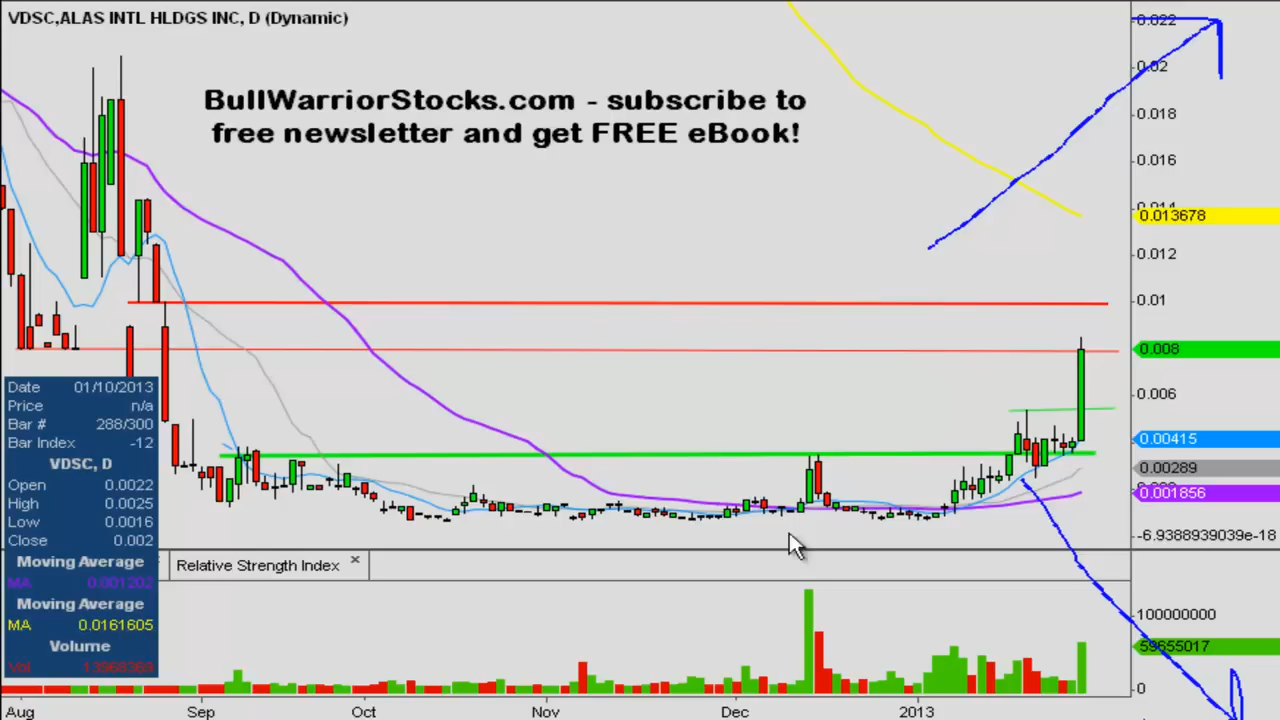 VDSC,ALAS INTL HLDGS INC, D (Dynamic)
BullWarriorStocks.com - subscribe to
free newsletter and get FREE eBook!
0.022
0.02
0.018
0.016
0.013678
0.012
0.01
0.008
0.006
0.00415
0.00289
0.001856
-6.9388939039e-18
Date 01/10/2013
Price n/a
Bar # 288/300
Bar Index -12
VDSC, D
Open 0.0022
High 0.0025
Low 0.0016
Close 0.002
Moving Average
MA 0.001202
Moving Average
MA 0.0161605
Volume
Vol
Relative Strength Index ×
100000000
59655017
0
Aug Sep Oct Nov Dec 2013